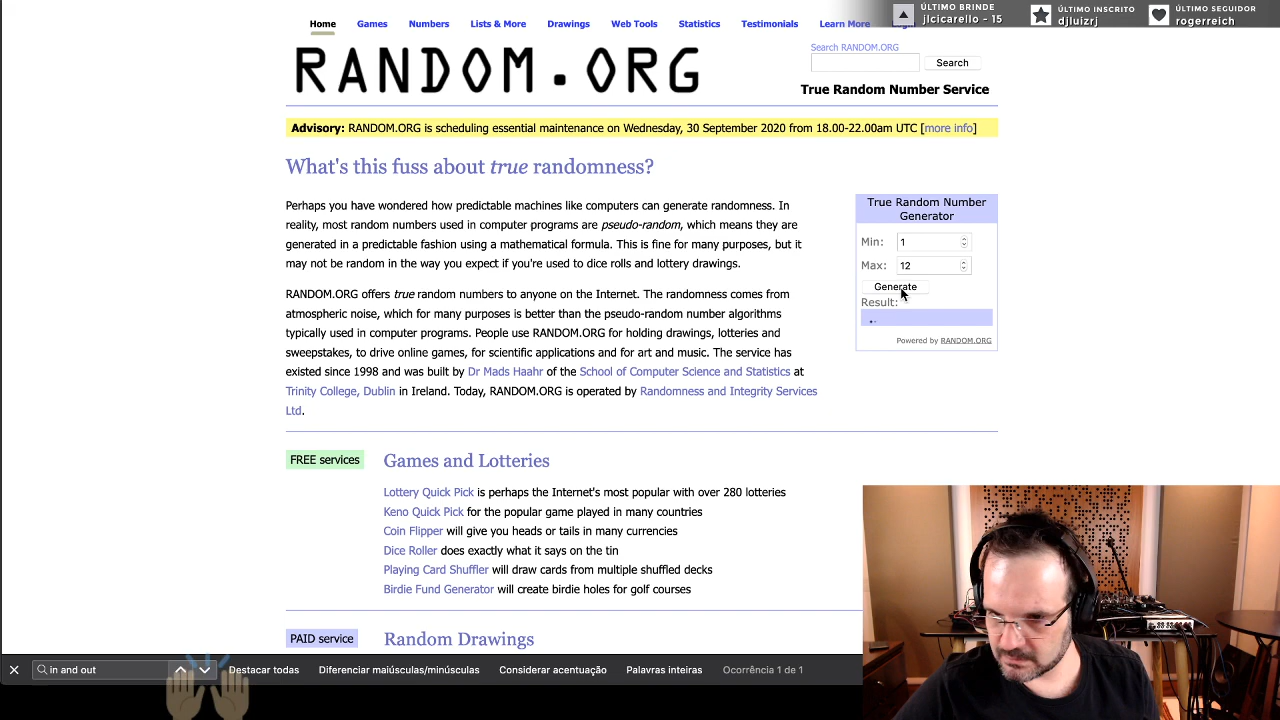 Home Games Numbers Lists & More Drawings Web Tools Statistics Testimonials Learn More
ÚLTIMO BRINDE
jlcicarello - 15
ÚLTIMO INSCRITO
djluizrj
ÚLTIMO SEGUIDOR
rogerreich
RANDOM.ORG
Search RANDOM.ORG
Search
True Random Number Service
Advisory: RANDOM.ORG is scheduling essential maintenance on Wednesday, 30 September 2020 from 18.00-22.00am UTC [more info]
What's this fuss about true randomness?
Perhaps you have wondered how predictable machines like computers can generate randomness. In
reality, most random numbers used in computer programs are pseudo-random, which means they are
generated in a predictable fashion using a mathematical formula. This is fine for many purposes, but it
may not be random in the way you expect if you're used to dice rolls and lottery drawings.
RANDOM.ORG offers true random numbers to anyone on the Internet. The randomness comes from
atmospheric noise, which for many purposes is better than the pseudo-random number algorithms
typically used in computer programs. People use RANDOM.ORG for holding drawings, lotteries and
sweepstakes, to drive online games, for scientific applications and for art and music. The service has
existed since 1998 and was built by Dr Mads Haahr of the School of Computer Science and Statistics at
Trinity College, Dublin in Ireland. Today, RANDOM.ORG is operated by Randomness and Integrity Services
Ltd.
True Random Number
Generator
Min: 1
Max: 12
Generate
Result:
Powered by RANDOM.ORG
FREE services
Games and Lotteries
Lottery Quick Pick is perhaps the Internet's most popular with over 280 lotteries
Keno Quick Pick for the popular game played in many countries
Coin Flipper will give you heads or tails in many currencies
Dice Roller does exactly what it says on the tin
Playing Card Shuffler will draw cards from multiple shuffled decks
Birdie Fund Generator will create birdie holes for golf courses
PAID service
Random Drawings
in and out
Destacar todas
Diferenciar maiúsculas/minúsculas
Considerar acentuação
Palavras inteiras
Ocorrência 1 de 1